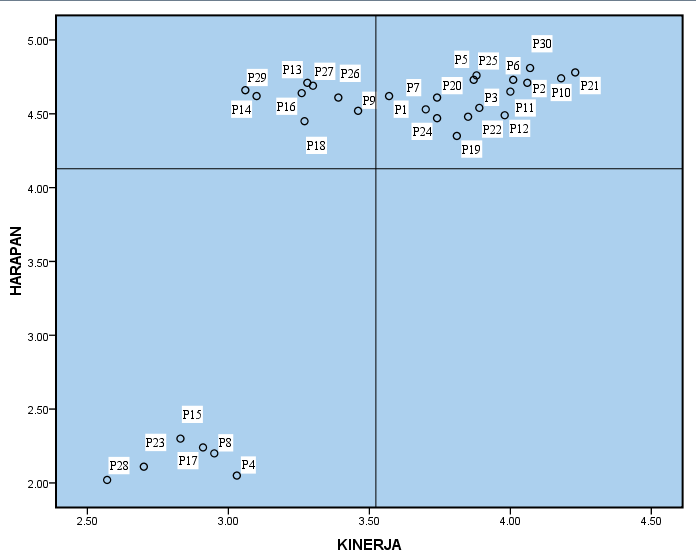 5.00
4.50
4.00
3.50
3.00
2.50
2.00
HARAPAN
P30
P5 P25 P6
P13 P27 P26
P29
P7 P20 P2 P10 P21
P14 P16 P9 P1 P3 P11
P24 P22 P12
P18 P19
P15
P23 P17 P8
P28 P4
2.50 3.00 3.50 4.00 4.50
KINERJA